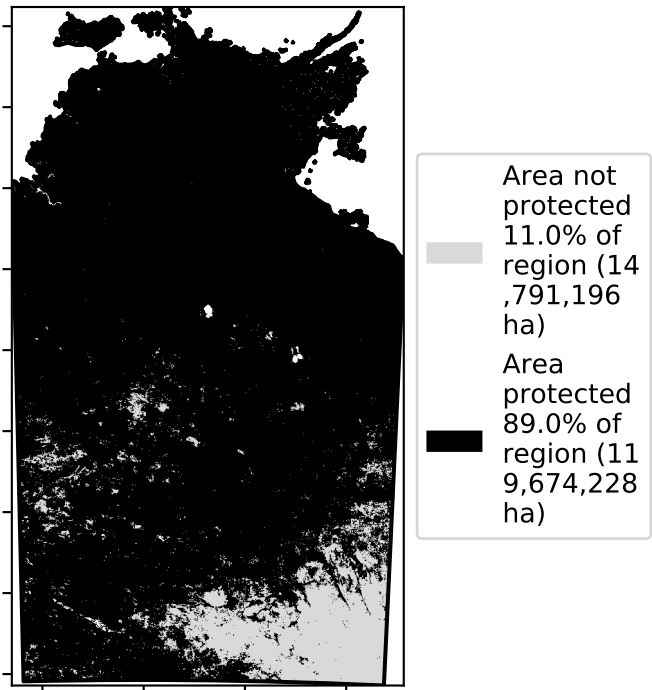 Area not
protected
11.0% of
region (14
,791,196
ha)
Area
protected
89.0% of
region (11
9,674,228
ha)